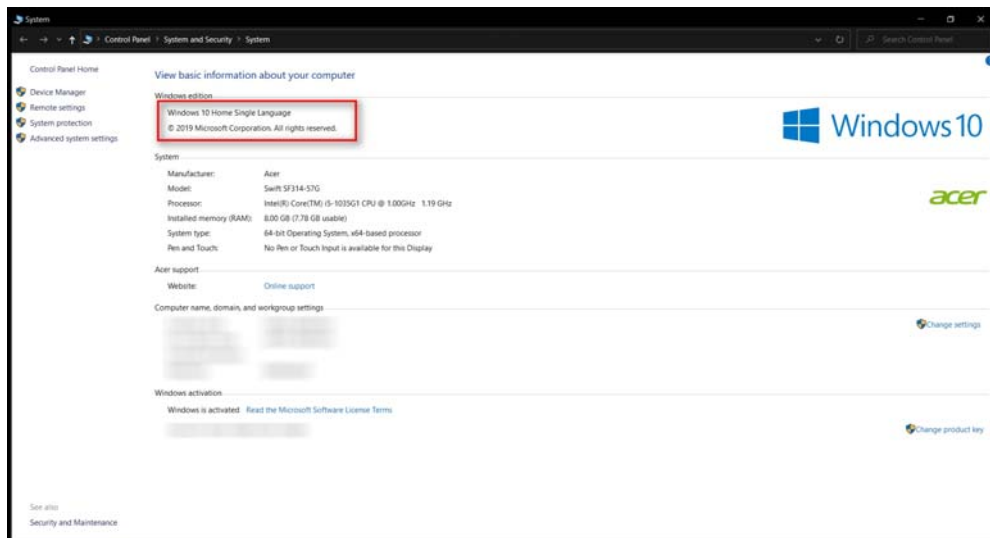 System
Control Panel › System and Security › System
Search Control Panel
Control Panel Home
Device Manager
Remote settings
System protection
Advanced system settings
View basic information about your computer
Windows edition
Windows 10 Home Single Language
© 2019 Microsoft Corporation. All rights reserved.
Windows 10
System
Manufacturer: Acer
Model: Swift SF314-57G
Processor: Intel(R) Core(TM) i5-1035G1 CPU @ 1.00GHz 1.19 GHz
Installed memory (RAM): 8.00 GB (7.78 GB usable)
System type: 64-bit Operating System, x64-based processor
Pen and Touch: No Pen or Touch Input is available for this Display
acer
Acer support
Website: Online support
Computer name, domain, and workgroup settings
Change settings
Windows activation
Windows is activated Read the Microsoft Software License Terms
Change product key
See also
Security and Maintenance